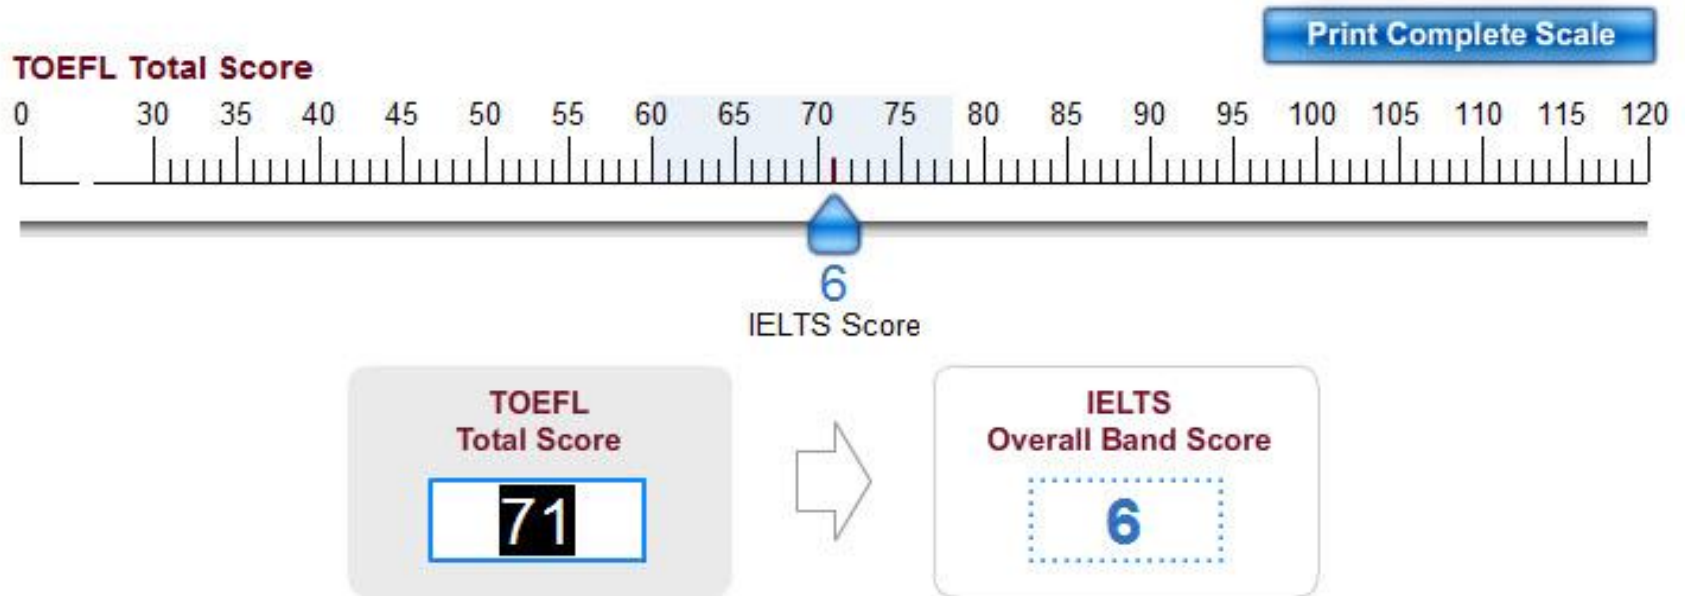 Print Complete Scale
TOEFL Total Score
0 30 35 40 45 50 55 60 65 70 75 80 85 90 95 100 105 110 115 120
6
IELTS Score
TOEFL
Total Score
71
IELTS
Overall Band Score
6